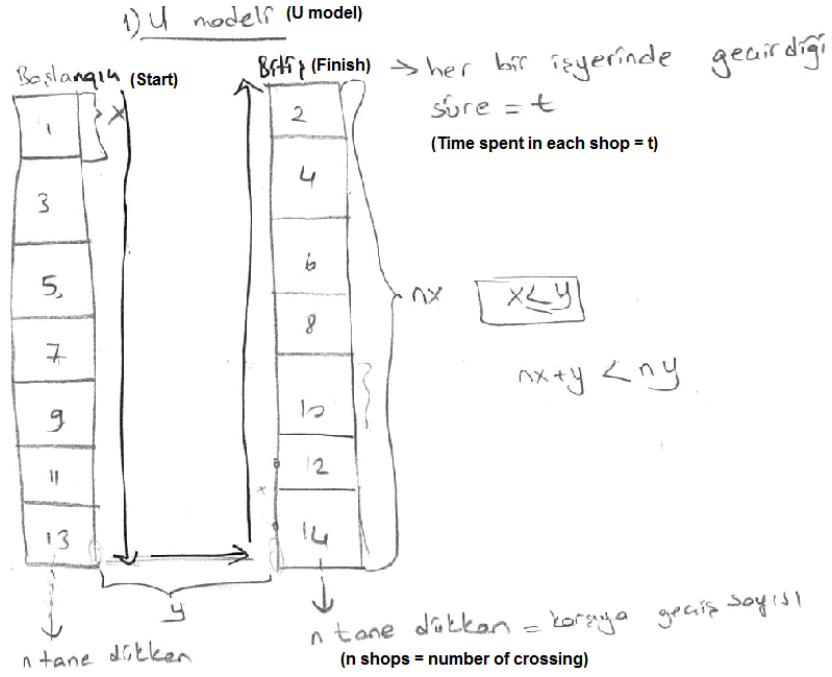 1) U modeli (U model)
Başlangıç (Start)
Bitiş (Finish)
→ her bir işyerinde geçirdiği
süre = t
(Time spent in each shop = t)
1
x
3
5
7
9
11
13
2
4
6
8
10
12
14
nx
x<y
nx+y < ny
y
n tane dükkan
n tane dükkan = karşıya geçiş sayısı
(n shops = number of crossing)